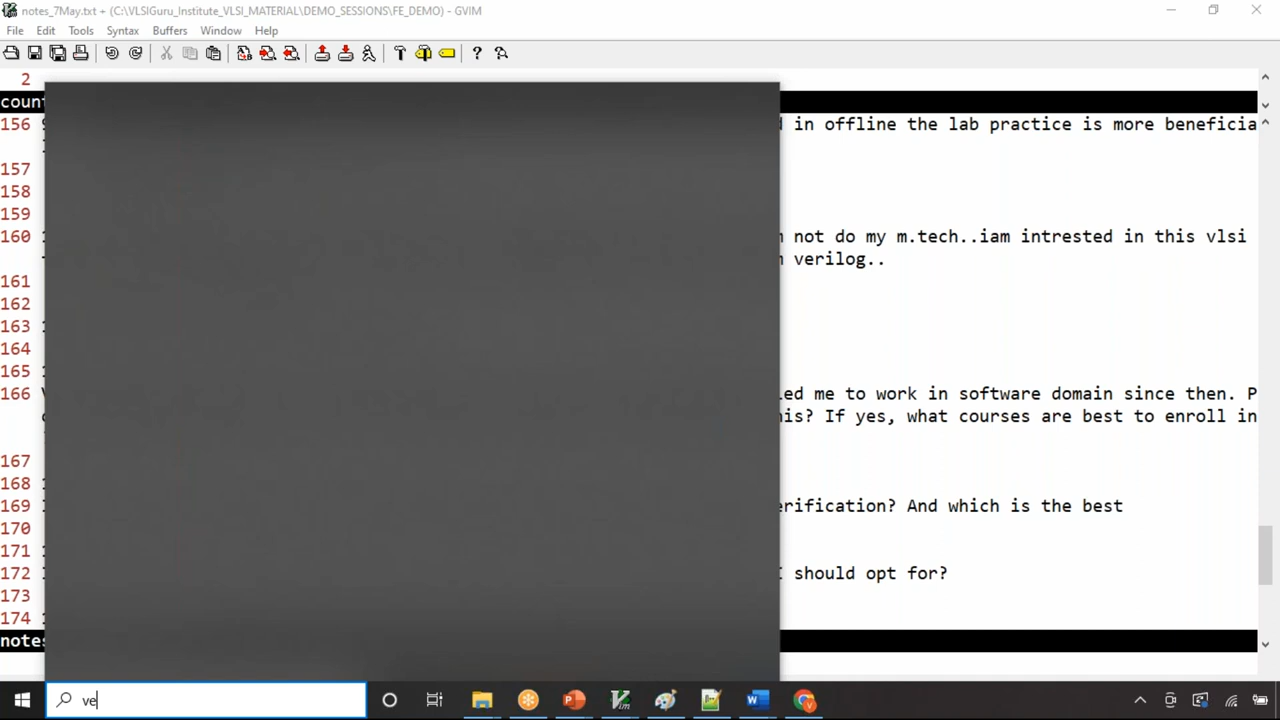 notes_7May.txt + (C:\VLSIGuru_Institute_VLSI_MATERIAL\DEMO_SESSIONS\FE_DEMO) - GVIM
File Edit Tools Syntax Buffers Window Help
2
count
156 in offline the lab practice is more beneficia
157
158
159
160 not do my m.tech..iam intrested in this vlsi
verilog..
161
162
163
164
165
166 led me to work in software domain since then. P
his? If yes, what courses are best to enroll in
167
168
169 erification? And which is the best
170
171
172 should opt for?
173
174
notes
ve